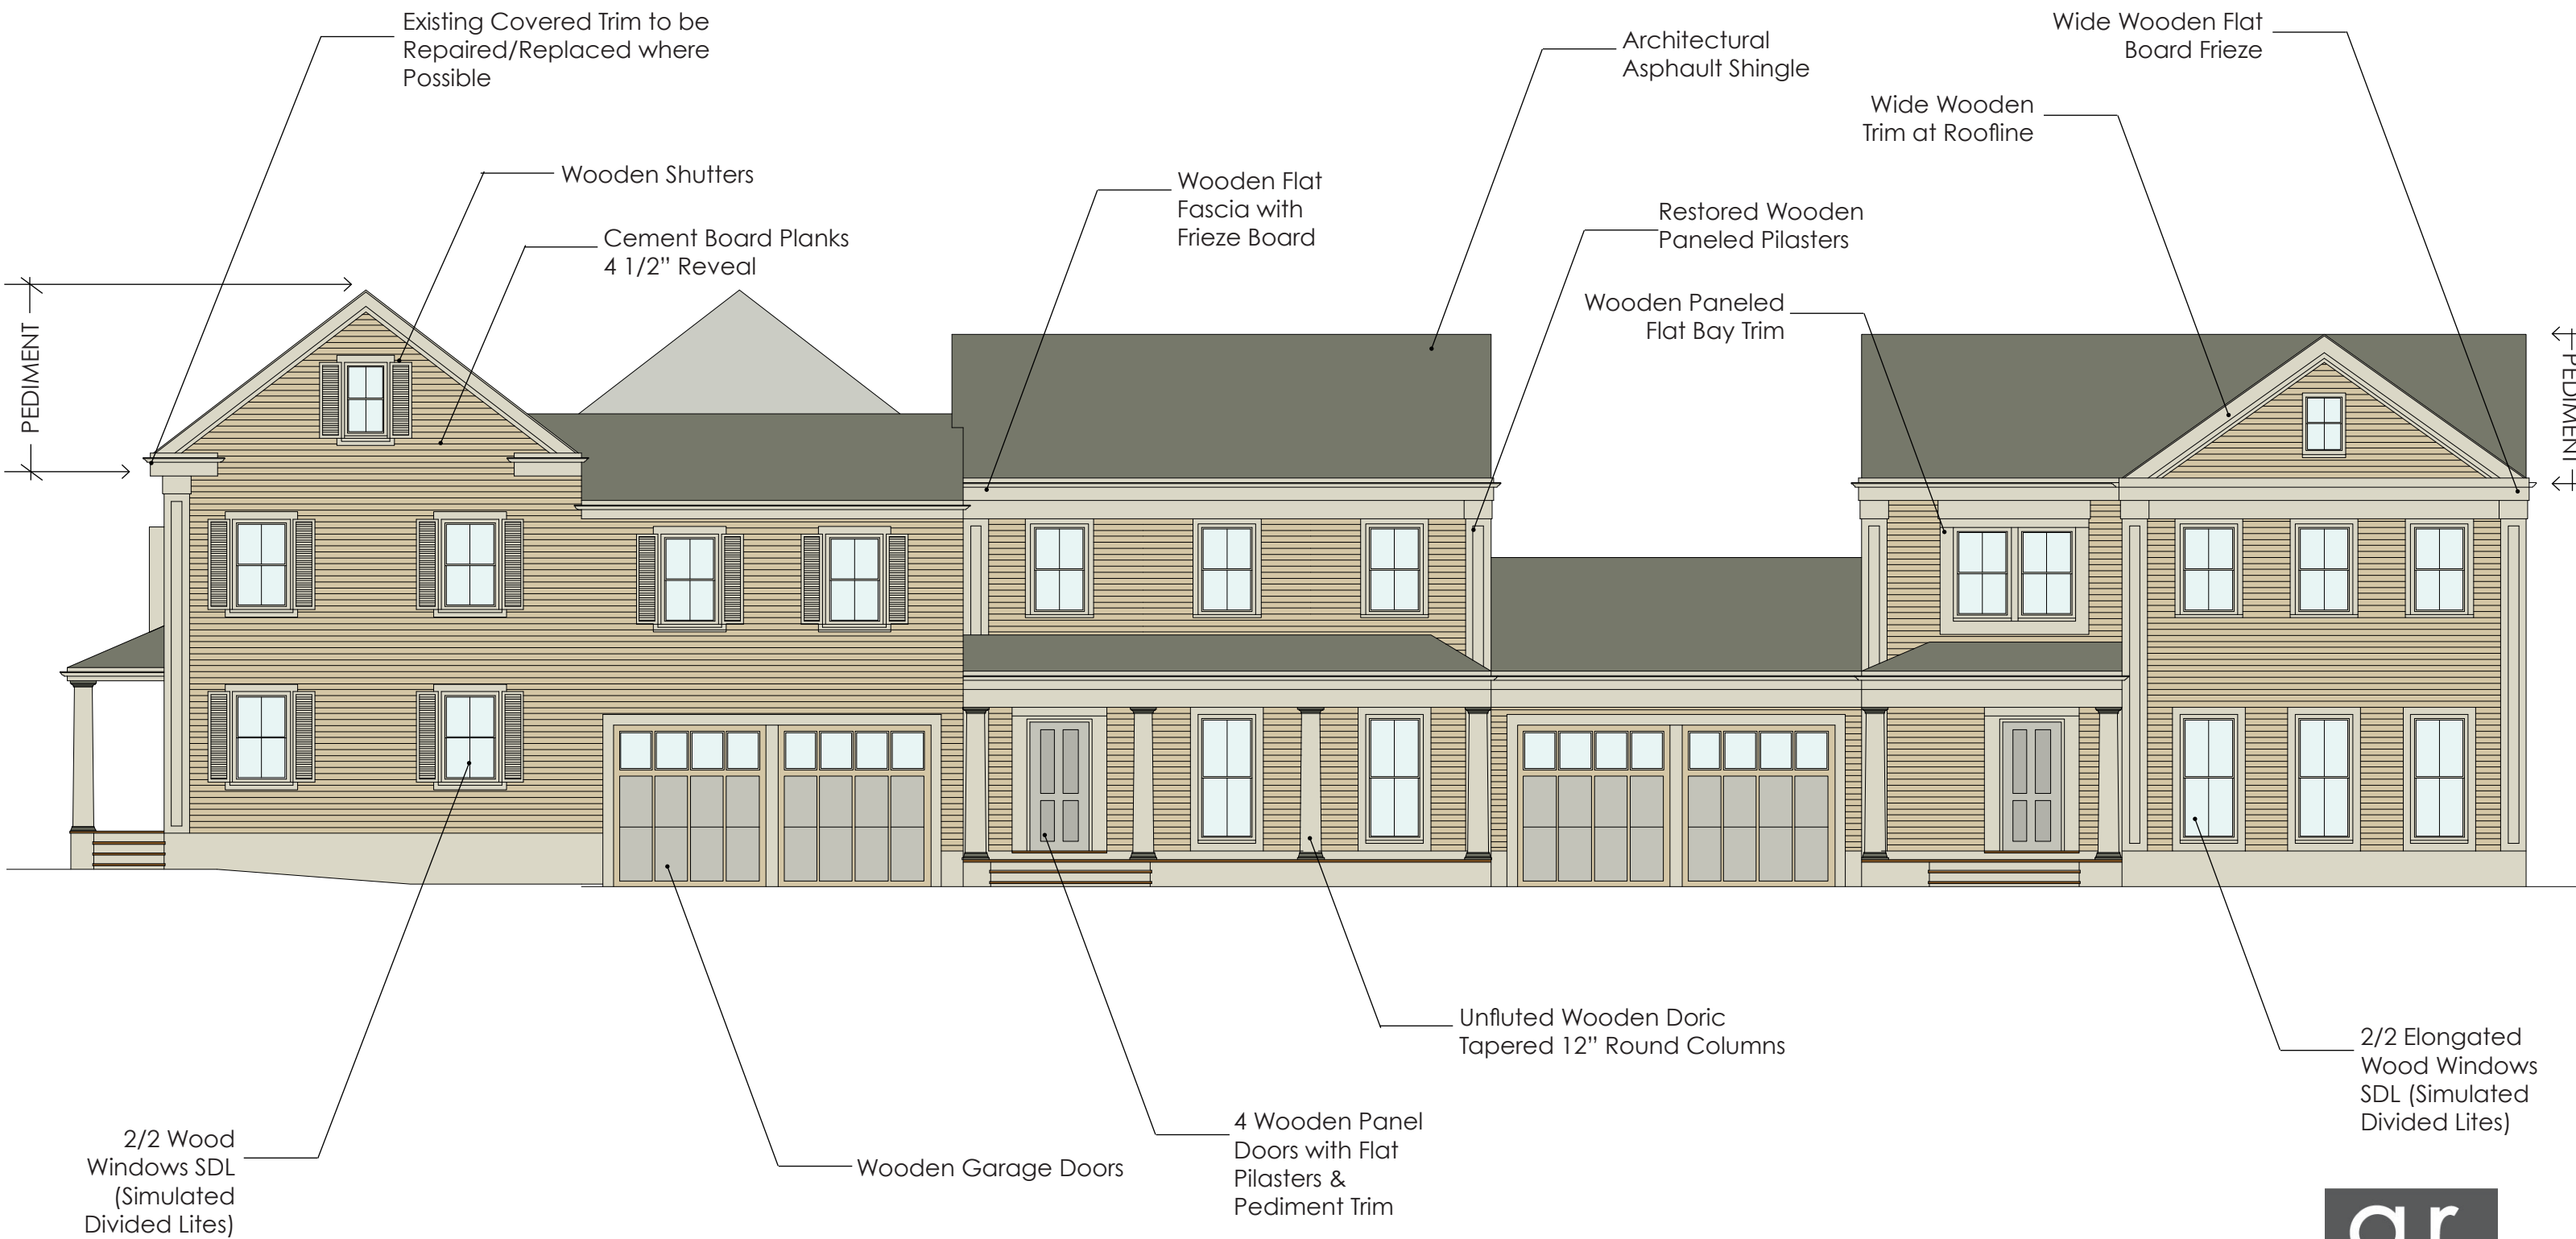 Existing Covered Trim to be
Repaired/Replaced where
Possible
Wooden Shutters
Cement Board Planks
4 1/2” Reveal
Wooden Flat
Fascia with
Frieze Board
Architectural
Asphault Shingle
Restored Wooden
Paneled Pilasters
Wooden Paneled
Flat Bay Trim
Wide Wooden
Trim at Roofline
Wide Wooden Flat
Board Frieze
PEDIMENT
PEDIMENT
2/2 Wood
Windows SDL
(Simulated
Divided Lites)
Wooden Garage Doors
4 Wooden Panel
Doors with Flat
Pilasters &
Pediment Trim
Unfluted Wooden Doric
Tapered 12” Round Columns
2/2 Elongated
Wood Windows
SDL (Simulated
Divided Lites)